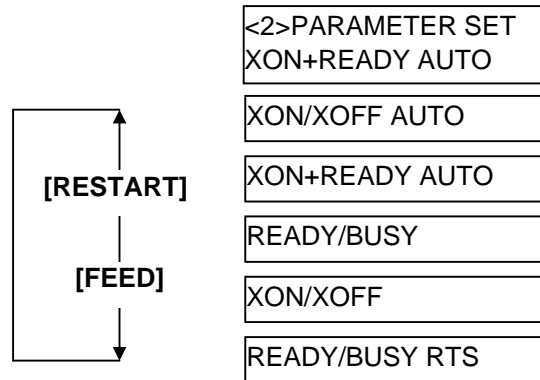 <2>PARAMETER SET
XON+READY AUTO
XON/XOFF AUTO
XON+READY AUTO
[RESTART]
READY/BUSY
[FEED]
XON/XOFF
READY/BUSY RTS